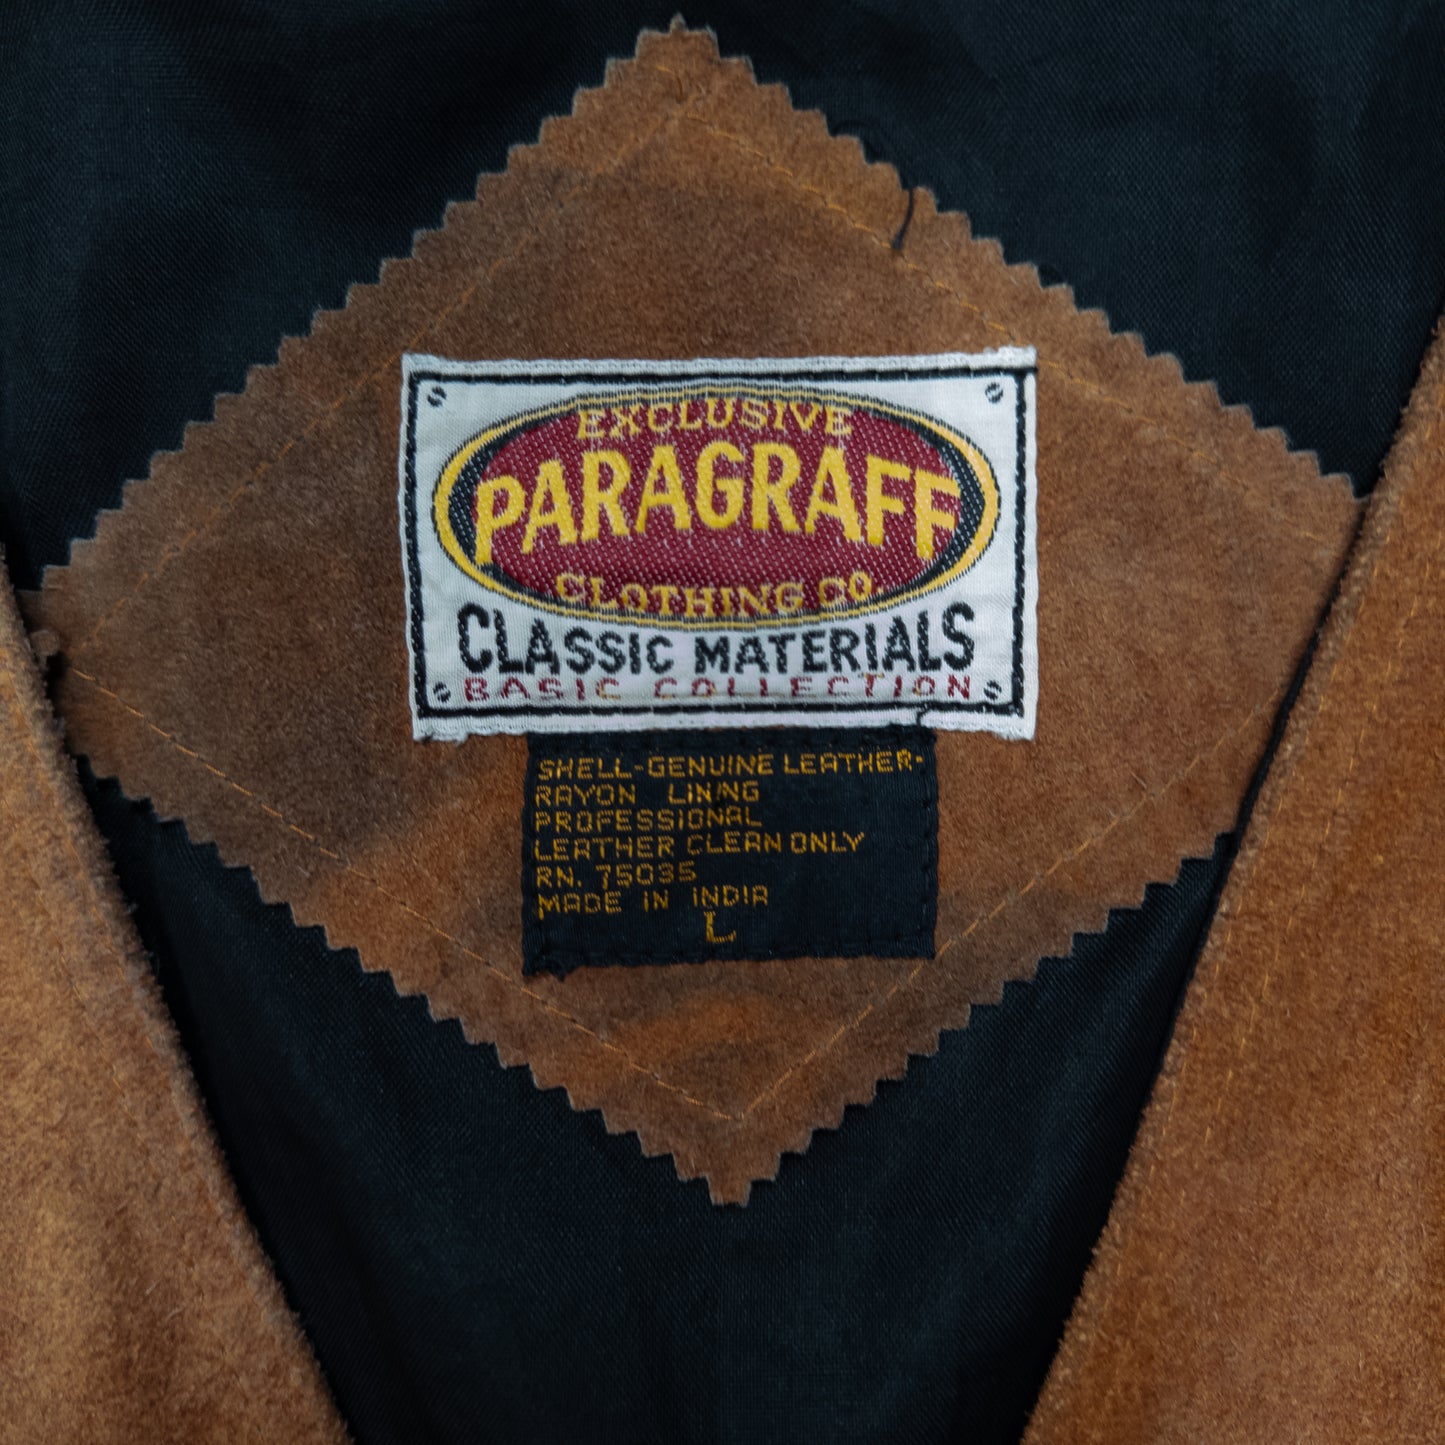 EXCLUSIVE
PARAGRAFF
CLOTHING CO
CLASSIC MATERIALS
BASIC COLLECTION
SHELL-GENUINE LEATHER-
RAYON LINING
PROFESSIONAL
LEATHER CLEAN ONLY
RN. 75035
MADE IN INDIA
L